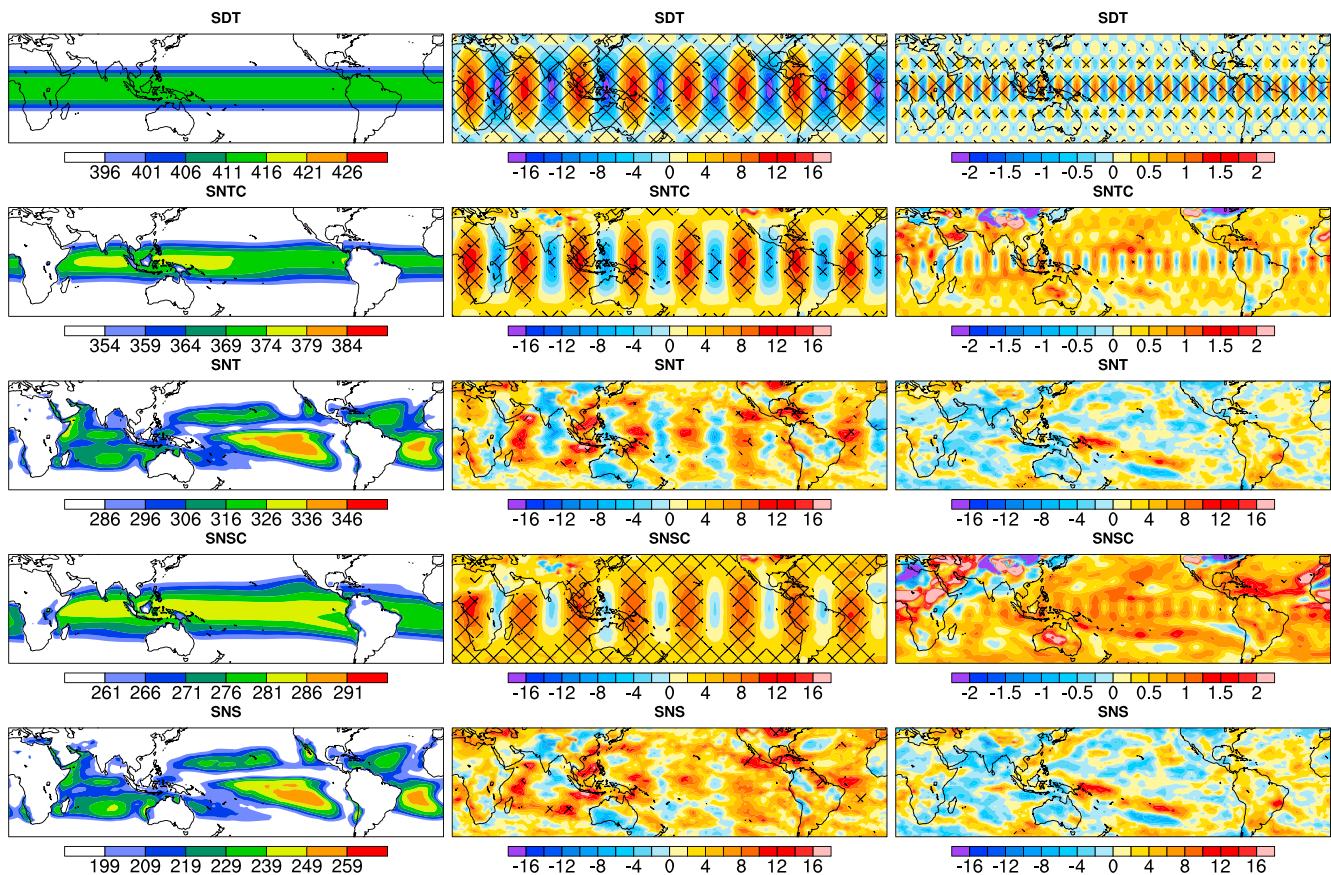 SDT SDT SDT
396 401 406 411 416 421 426 -16 -12 -8 -4 0 4 8 12 16 -2 -1.5 -1 -0.5 0 0.5 1 1.5 2
SNTC SNTC SNTC
354 359 364 369 374 379 384 -16 -12 -8 -4 0 4 8 12 16 -2 -1.5 -1 -0.5 0 0.5 1 1.5 2
SNT SNT SNT
286 296 306 316 326 336 346 -16 -12 -8 -4 0 4 8 12 16 -16 -12 -8 -4 0 4 8 12 16
SNSC SNSC SNSC
261 266 271 276 281 286 291 -16 -12 -8 -4 0 4 8 12 16 -2 -1.5 -1 -0.5 0 0.5 1 1.5 2
SNS SNS SNS
199 209 219 229 239 249 259 -16 -12 -8 -4 0 4 8 12 16 -16 -12 -8 -4 0 4 8 12 16